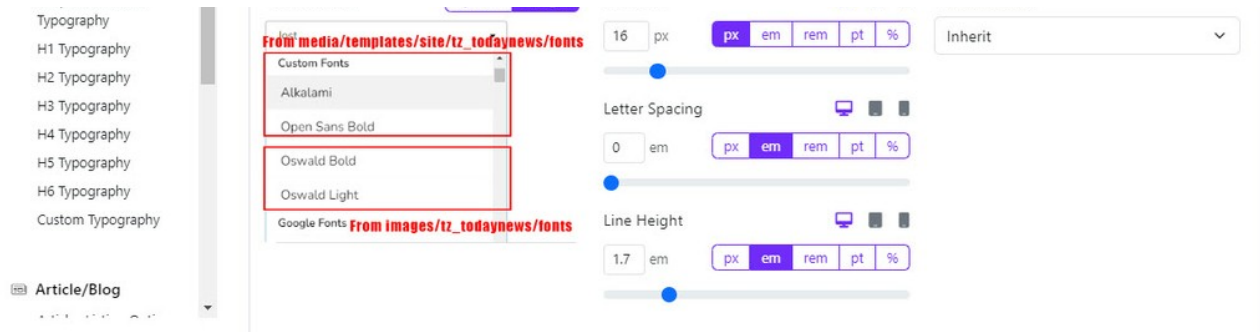 Typography
H1 Typography
H2 Typography
H3 Typography
H4 Typography
H5 Typography
H6 Typography
Custom Typography
Article/Blog
From media/templates/site/tz_todaynews/fonts
Custom Fonts
Alkalami
Open Sans Bold
Oswald Bold
Oswald Light
Google Fonts From images/tz_todaynews/fonts
16 px px em rem pt %
Letter Spacing
0 em px em rem pt %
Line Height
1.7 em px em rem pt %
Inherit